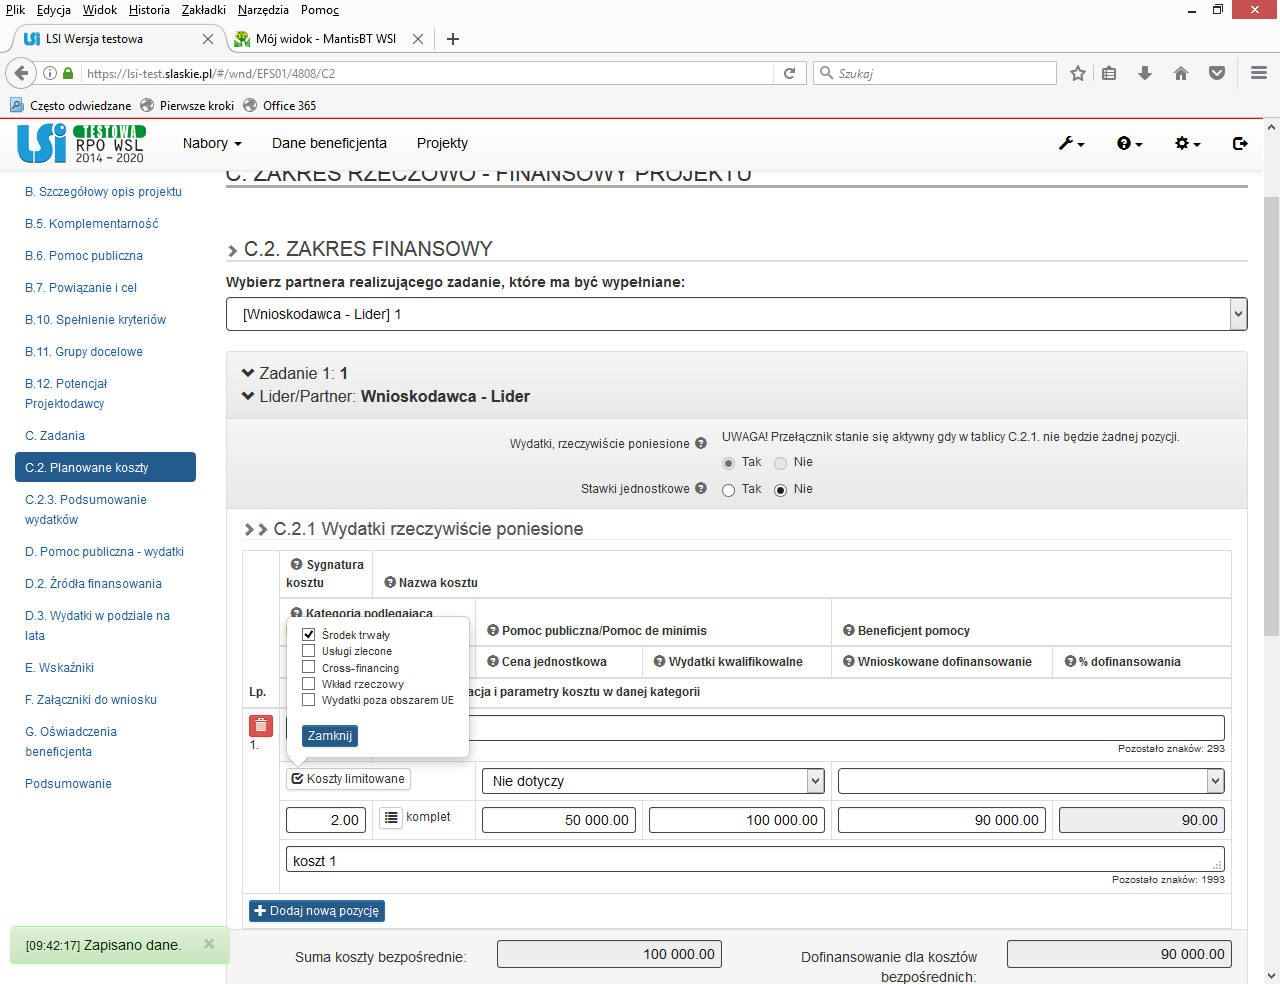 Plik Edycja Widok Historia Zakładki Narzędzia Pomoc
LSI Wersja testowa
Mój widok - MantisBT WSI
https://lsi-test.slaskie.pl/#/wnd/EFS01/4808/C2
Szukaj
Często odwiedzane Pierwsze kroki Office 365
LSi TESTOWA
RPO WSL
2014 – 2020
Nabory Dane beneficjenta Projekty
B. Szczegółowy opis projektu
B.5. Komplementarność
B.6. Pomoc publiczna
B.7. Powiązanie i cel
B.10. Spełnienie kryteriów
B.11. Grupy docelowe
B.12. Potencjał
Projektodawcy
C. Zadania
C.2. Planowane koszty
C.2.3. Podsumowanie
wydatków
D. Pomoc publiczna - wydatki
D.2. Źródła finansowania
D.3. Wydatki w podziale na
lata
E. Wskaźniki
F. Załączniki do wniosku
G. Oświadczenia
beneficjenta
Podsumowanie
C. ZAKRES RZECZOWO - FINANSOWY PROJEKTU
C.2. ZAKRES FINANSOWY
Wybierz partnera realizującego zadanie, które ma być wypełniane:
[Wnioskodawca - Lider] 1
Zadanie 1: 1
Lider/Partner: Wnioskodawca - Lider
Wydatki, rzeczywiście poniesione
UWAGA! Przełącznik stanie się aktywny gdy w tablicy C.2.1. nie będzie żadnej pozycji.
Tak Nie
Stawki jednostkowe Tak Nie
C.2.1 Wydatki rzeczywiście poniesione
Sygnatura
kosztu
Nazwa kosztu
Kategoria podlegająca
Pomoc publiczna/Pomoc de minimis
Beneficjent pomocy
Cena jednostkowa
Wydatki kwalifikowalne
Wnioskowane dofinansowanie
% dofinansowania
Lp.
acja i parametry kosztu w danej kategorii
Środek trwały
Usługi zlecone
Cross-financing
Wkład rzeczowy
Wydatki poza obszarem UE
Zamknij
1.
Pozostało znaków: 293
Koszty limitowane
Nie dotyczy
2.00 komplet 50 000.00 100 000.00 90 000.00 90.00
koszt 1
Pozostało znaków: 1993
Dodaj nową pozycję
[09:42:17] Zapisano dane.
Suma koszty bezpośrednie: 100 000.00
Dofinansowanie dla kosztów
bezpośrednich:
90 000.00